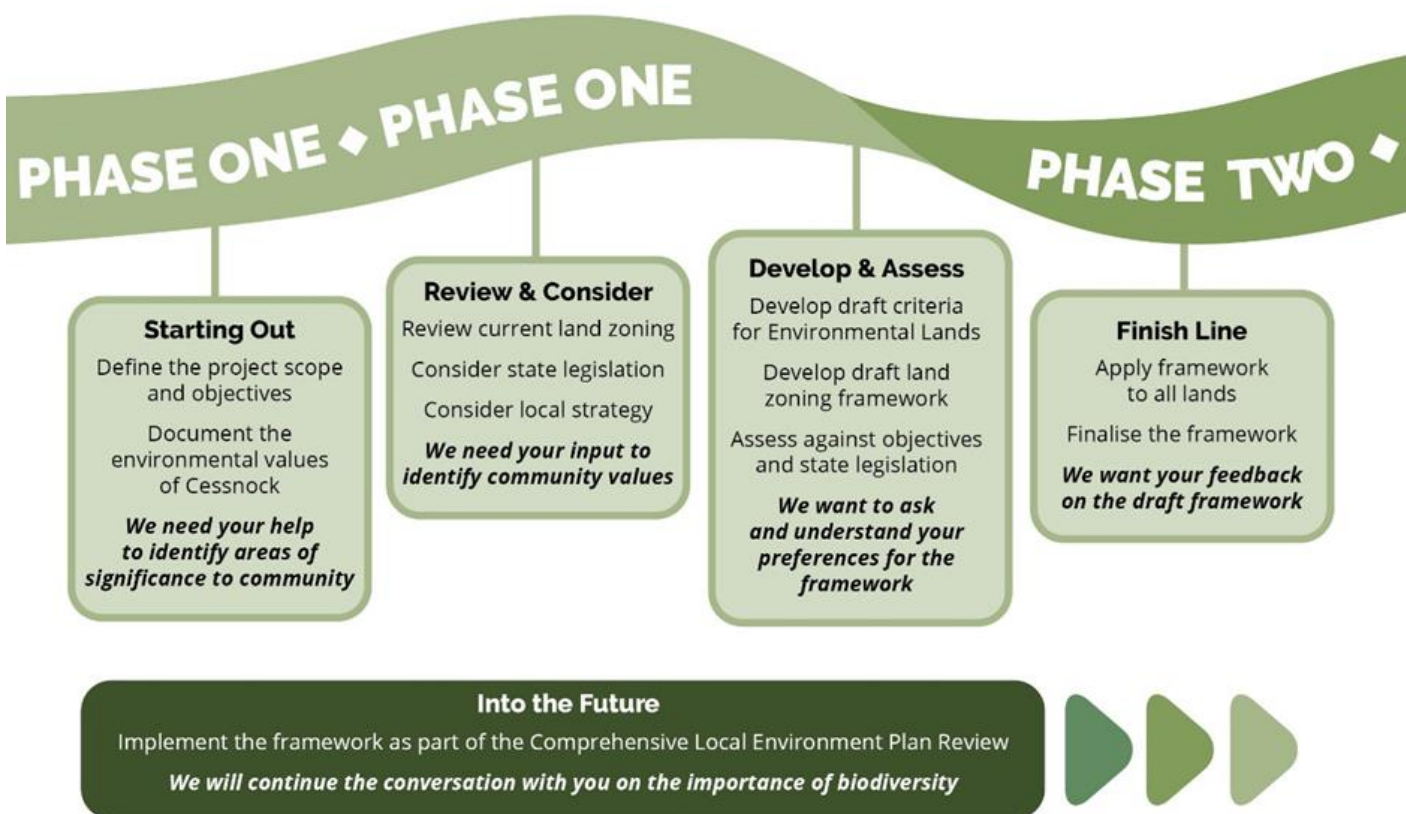 PHASE ONE ◆ PHASE ONE
PHASE TWO ◆
Starting Out
Define the project scope
and objectives
Document the
environmental values
of Cessnock
We need your help
to identify areas of
significance to community
Review & Consider
Review current land zoning
Consider state legislation
Consider local strategy
We need your input to
identify community values
Develop & Assess
Develop draft criteria
for Environmental Lands
Develop draft land
zoning framework
Assess against objectives
and state legislation
We want to ask
and understand your
preferences for the
framework
Finish Line
Apply framework
to all lands
Finalise the framework
We want your feedback
on the draft framework
Into the Future
Implement the framework as part of the Comprehensive Local Environment Plan Review
We will continue the conversation with you on the importance of biodiversity